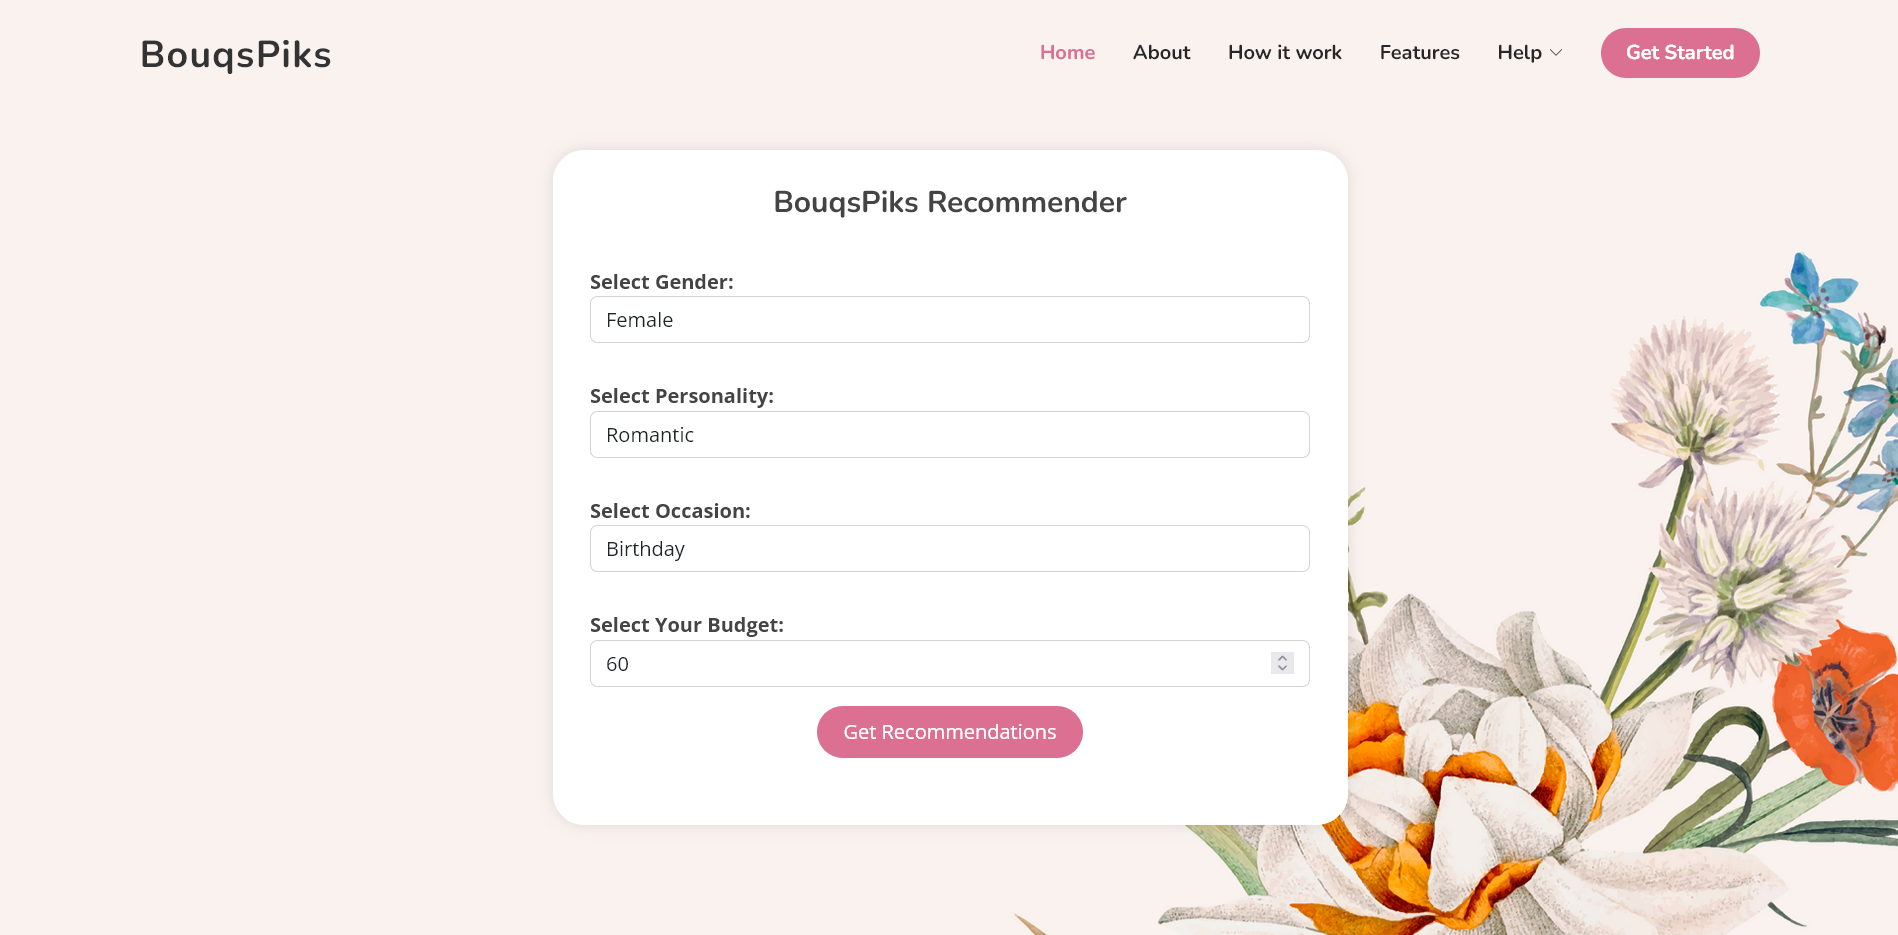 BouqsPiks
Home About How it work Features Help Get Started
BouqsPiks Recommender
Select Gender:
Female
Select Personality:
Romantic
Select Occasion:
Birthday
Select Your Budget:
60
Get Recommendations